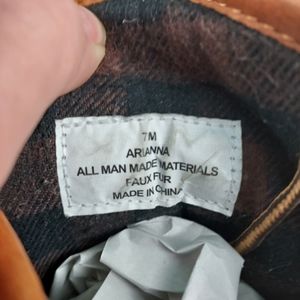 7M
ARIANNA
ALL MAN MADE MATERIALS
FAUX FUR
MADE IN CHINA